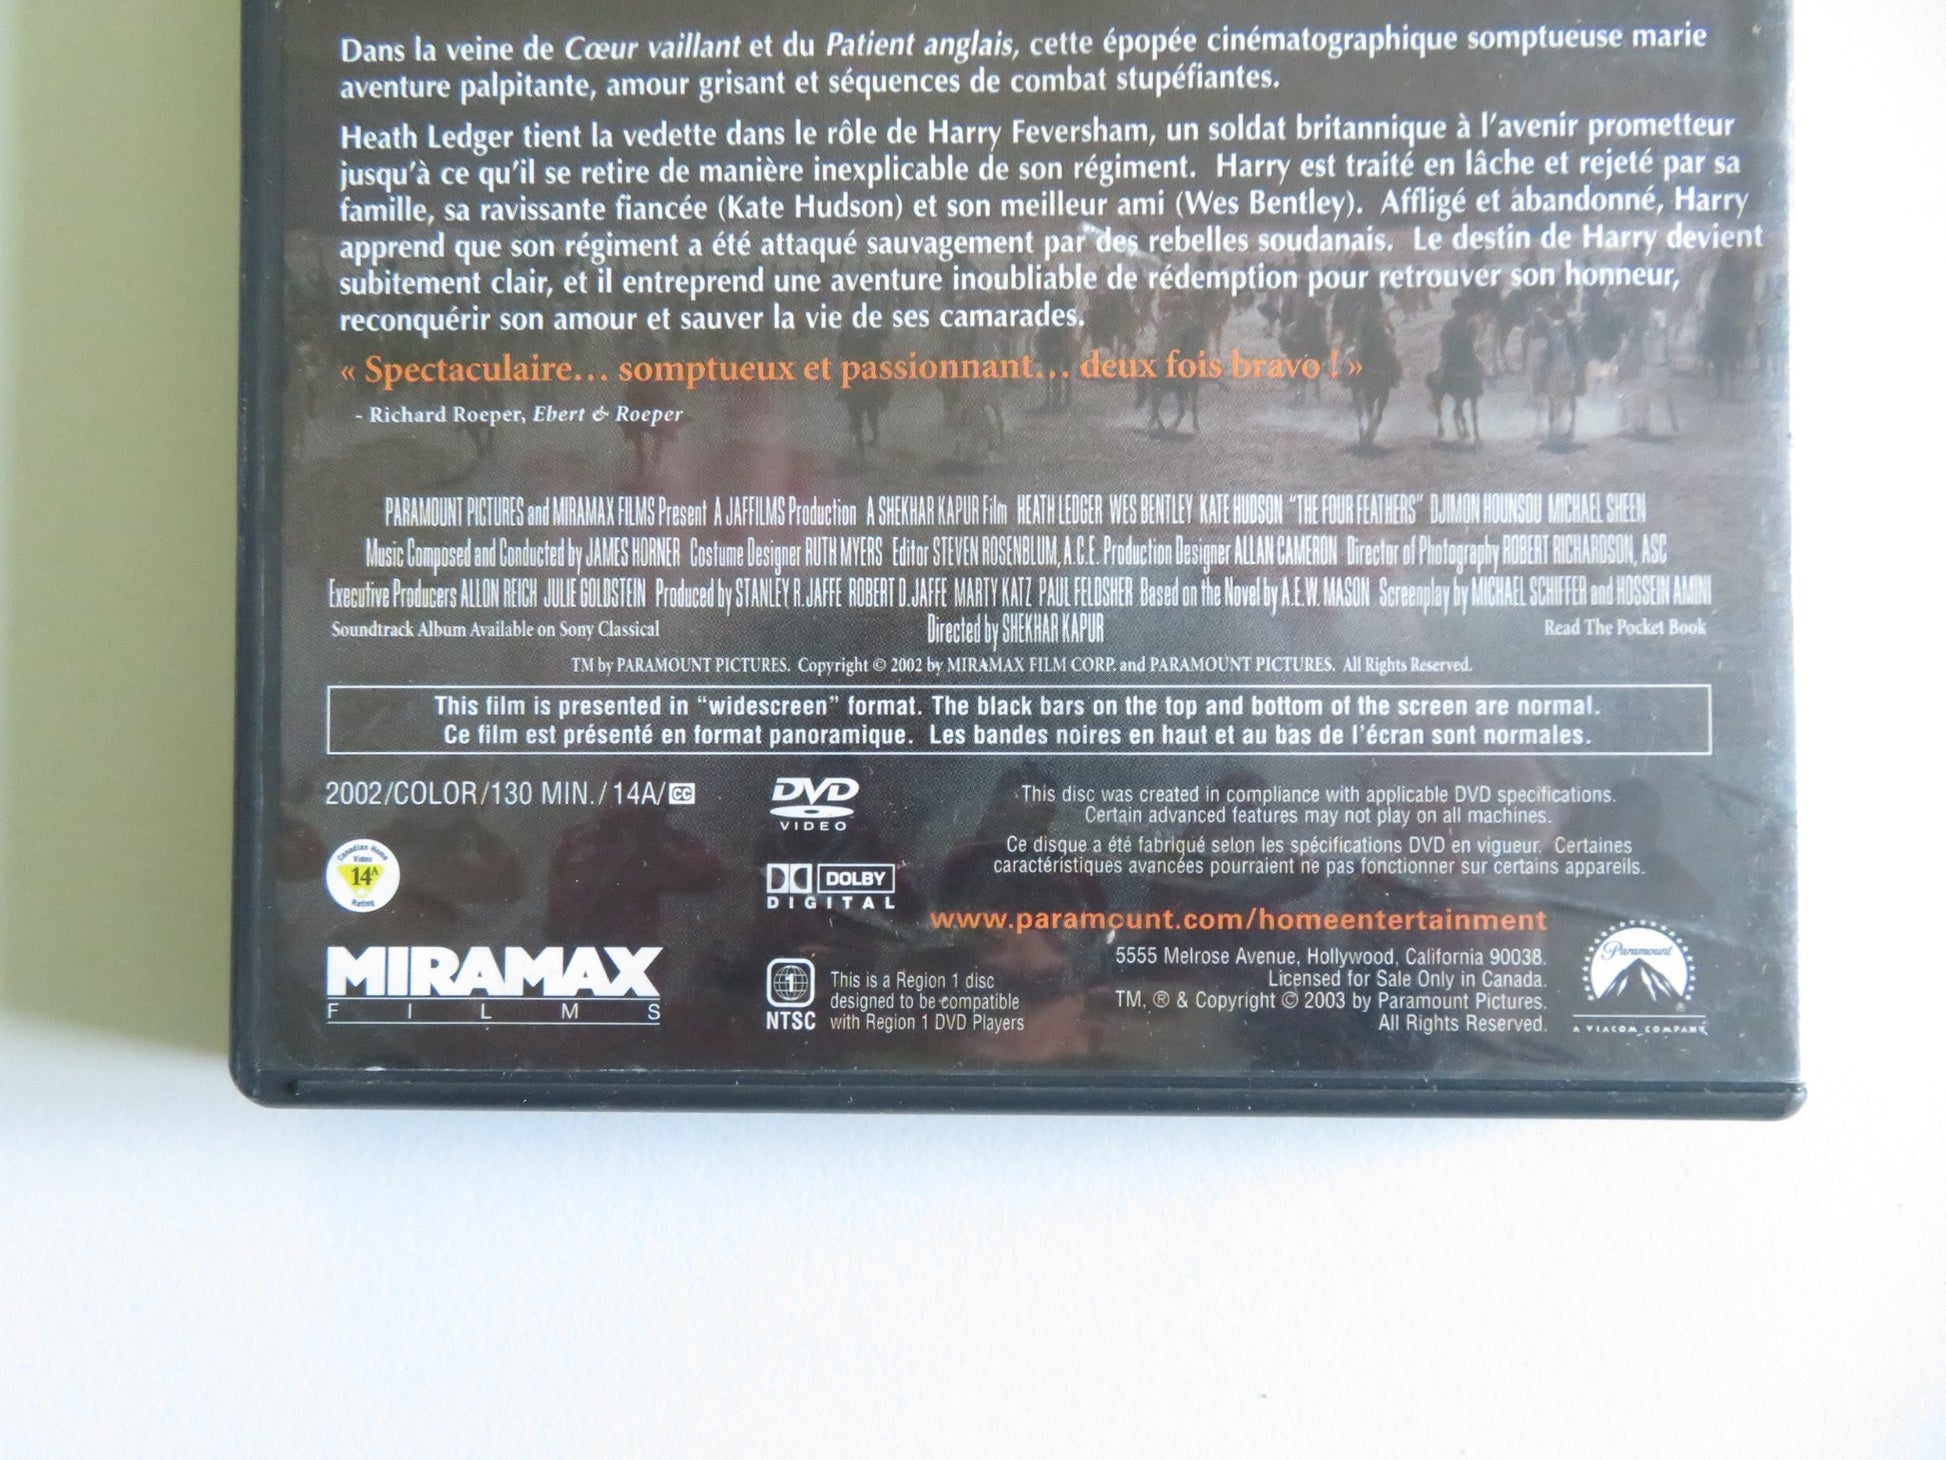 Dans la veine de Cœur vaillant et du Patient anglais, cette épopée cinématographique somptueuse marie
aventure palpitante, amour grisant et séquences de combat stupéfiantes.
Heath Ledger tient la vedette dans le rôle de Harry Feversham, un soldat britannique à l'avenir prometteur
jusqu'à ce qu'il se retire de manière inexplicable de son régiment. Harry est traité en lâche et rejeté par sa
famille, sa ravissante fiancée (Kate Hudson) et son meilleur ami (Wes Bentley). Affligé et abandonné, Harry
apprend que son régiment a été attaqué sauvagement par des rebelles soudanais. Le destin de Harry devient
subitement clair, et il entreprend une aventure inoubliable de rédemption pour retrouver son honneur,
reconquérir son amour et sauver la vie de ses camarades.
« Spectaculaire... somptueux et passionnant... deux fois bravo ! »
- Richard Roeper, Ebert & Roeper
PARAMOUNT PICTURES and MIRAMAX FILMS Present A JAFFILMS Production A SHEKHAR KAPUR Film HEATH LEDGER WES BENTLEY KATE HUDSON "THE FOUR FEATHERS" DJIMON HOUNSOU MICHAEL SHEEN
Music Composed and Conducted by JAMES HORNER Costume Designer RUTH MYERS Editor STEVEN ROSENBLUM, A.C.E. Production Designer ALLAN CAMERON Director of Photography ROBERT RICHARDSON, ASC
Executive Producers ALLON REICH JULIE GOLDSTEIN Produced by STANLEY R. JAFFE ROBERT D. JAFFE MARTY KATZ PAUL FELDSHER Based on the Novel by A.E.W. MASON Screenplay by MICHAEL SCHIFFER and HOSSEIN AMINI
Soundtrack Album Available on Sony Classical Directed by SHEKHAR KAPUR Read The Pocket Book
TM by PARAMOUNT PICTURES. Copyright © 2002 by MIRAMAX FILM CORP. and PARAMOUNT PICTURES. All Rights Reserved.
This film is presented in "widescreen" format. The black bars on the top and bottom of the screen are normal.
Ce film est présenté en format panoramique. Les bandes noires en haut et au bas de l'écran sont normales.
2002/COLOR/130 MIN./14A/CC
Canadian Home
Video
14A
Rating
MIRAMAX
FILMS
DVD
VIDEO
DOLBY
DIGITAL
1
NTSC
This is a Region 1 disc
designed to be compatible
with Region 1 DVD Players
This disc was created in compliance with applicable DVD specifications.
Certain advanced features may not play on all machines.
Ce disque a été fabriqué selon les spécifications DVD en vigueur. Certaines
caractéristiques avancées pourraient ne pas fonctionner sur certains appareils.
www.paramount.com/homeentertainment
5555 Melrose Avenue, Hollywood, California 90038.
Licensed for Sale Only in Canada.
TM, ® & Copyright © 2003 by Paramount Pictures.
All Rights Reserved.
Paramount
®
A VIACOM COMPANY